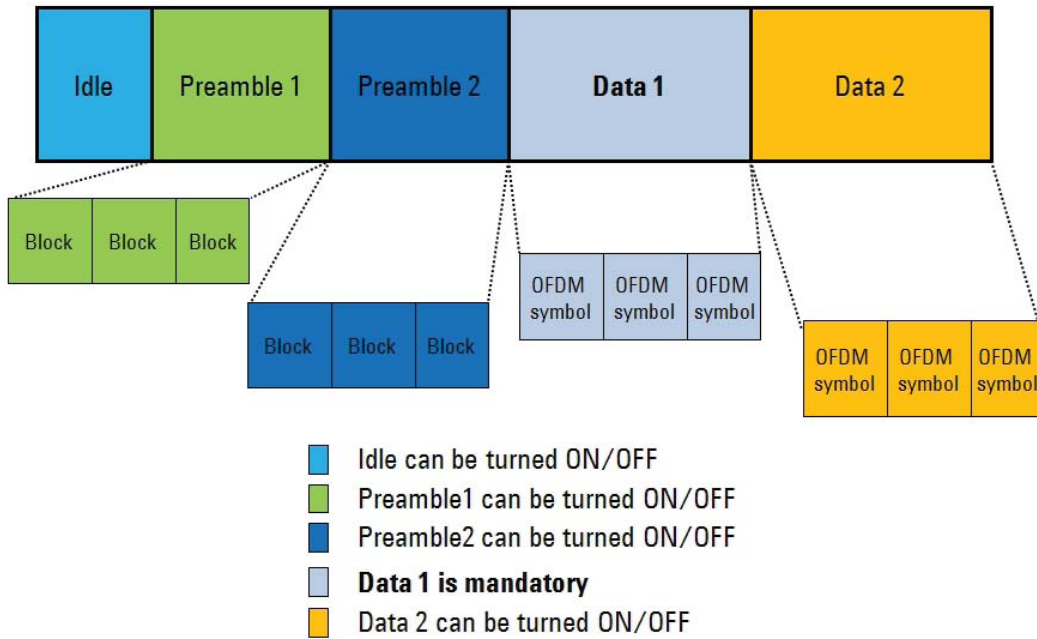 Idle
Preamble 1
Preamble 2
Data 1
Data 2
Block
Block
Block
Block
Block
Block
OFDM
symbol
OFDM
symbol
OFDM
symbol
OFDM
symbol
OFDM
symbol
OFDM
symbol
Idle can be turned ON/OFF
Preamble1 can be turned ON/OFF
Preamble2 can be turned ON/OFF
Data 1 is mandatory
Data 2 can be turned ON/OFF